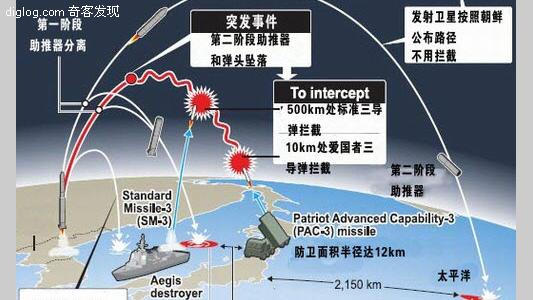 diglog.com 奇客发现
第一阶段
助推器分离
突发事件
第二阶段助推器
和弹头坠落
发射卫星按照朝鲜
公布路径
不用拦截
To intercept
500km处标准三导
弹拦截
10km处爱国者三
导弹拦截
第二阶段
助推器
Standard
Missile-3
(SM-3)
Patriot Advanced Capability-3
(PAC-3) missile
防卫面积半径达12km
Aegis
destroyer
太平洋
2,150 km